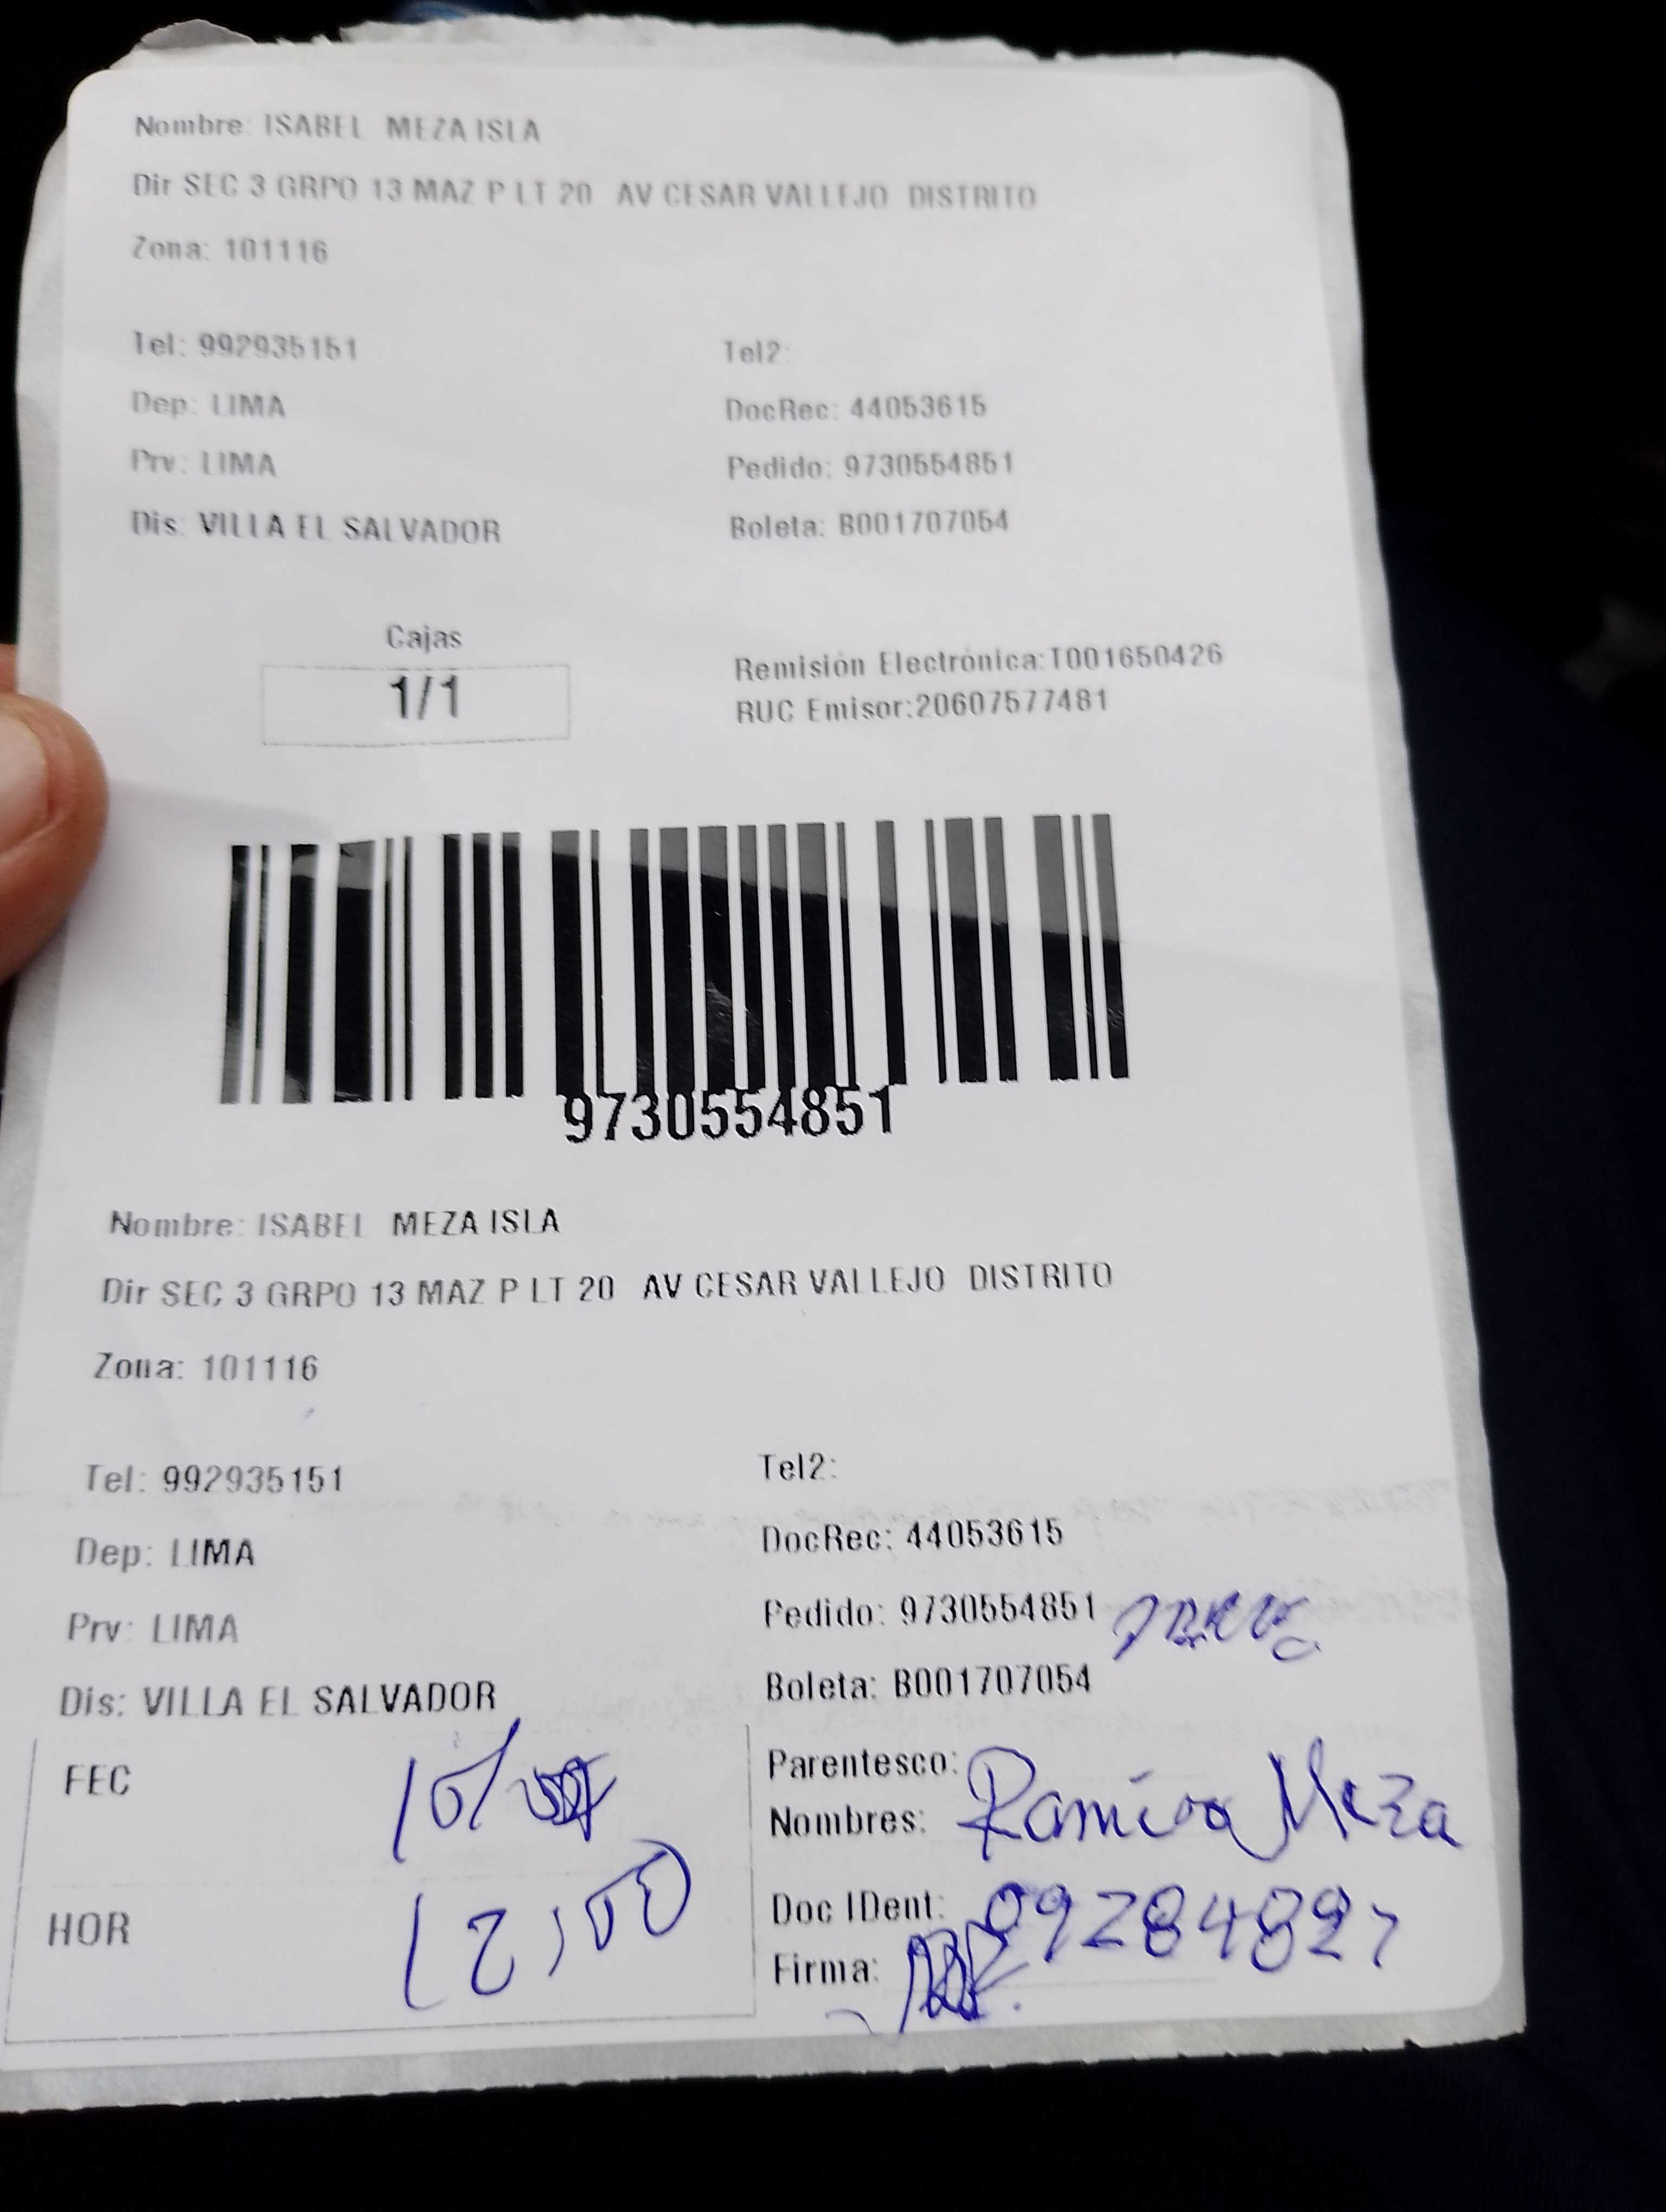 Nombre: ISABEL MEZA ISLA
Dir SEC 3 GRPO 13 MAZ P LT 20 AV CESAR VALLEJO DISTRITO
Zona: 101116
Tel: 992935151 Tel2:
Dep: LIMA DocRec: 44053615
Prv: LIMA Pedido: 9730554851
Dis: VILLA EL SALVADOR Boleta: B001707054
Cajas
1/1
Remisión Electrónica:T001650426
RUC Emisor:20607577481
9730554851
Nombre: ISABEL MEZA ISLA
Dir SEC 3 GRPO 13 MAZ P LT 20 AV CESAR VALLEJO DISTRITO
Zona: 101116
Tel: 992935151 Tel2:
Dep: LIMA DocRec: 44053615
Prv: LIMA Pedido: 9730554851
Dis: VILLA EL SALVADOR Boleta: B001707054
FEC
Parentesco:
Nombres: Ramiro Meza
HOR 12:00
Doc IDent:
Firma: